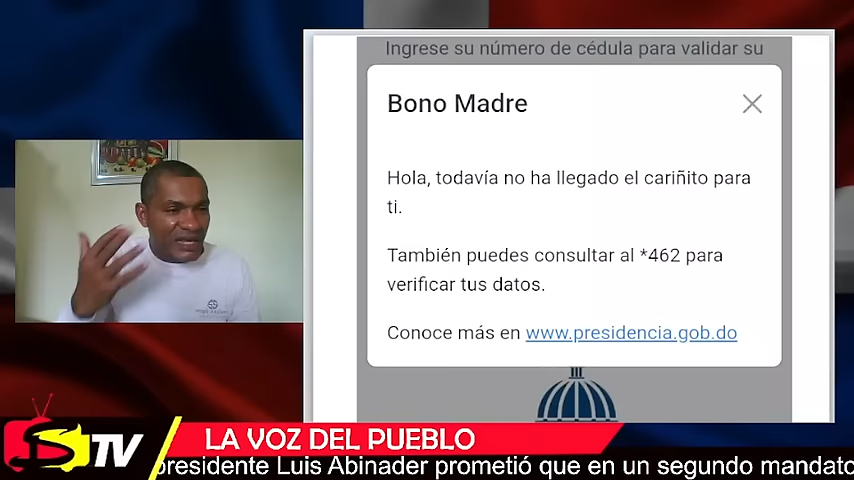 Ingrese su número de cédula para validar su
Bono Madre
Hola, todavía no ha llegado el cariñito para
ti.
También puedes consultar al *462 para
verificar tus datos.
Conoce más en www.presidencia.gob.do
STV
LA VOZ DEL PUEBLO
presidente Luis Abinader prometió que en un segundo mandato